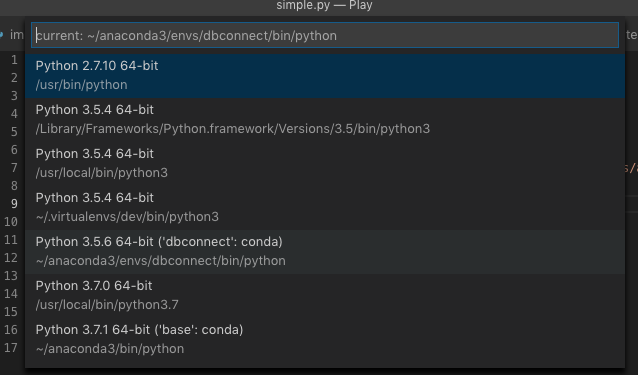 simple.py — Play
im
current: ~/anaconda3/envs/dbconnect/bin/python
te
1
Python 2.7.10 64-bit
2
/usr/bin/python
3
4
Python 3.5.4 64-bit
5
/Library/Frameworks/Python.framework/Versions/3.5/bin/python3
6
Python 3.5.4 64-bit
7
/usr/local/bin/python3
s/a
8
Python 3.5.4 64-bit
9
~/.virtualenvs/dev/bin/python3
10
11
Python 3.5.6 64-bit ('dbconnect': conda)
12
~/anaconda3/envs/dbconnect/bin/python
13
Python 3.7.0 64-bit
14
/usr/local/bin/python3.7
15
16
Python 3.7.1 64-bit ('base': conda)
17
~/anaconda3/bin/python